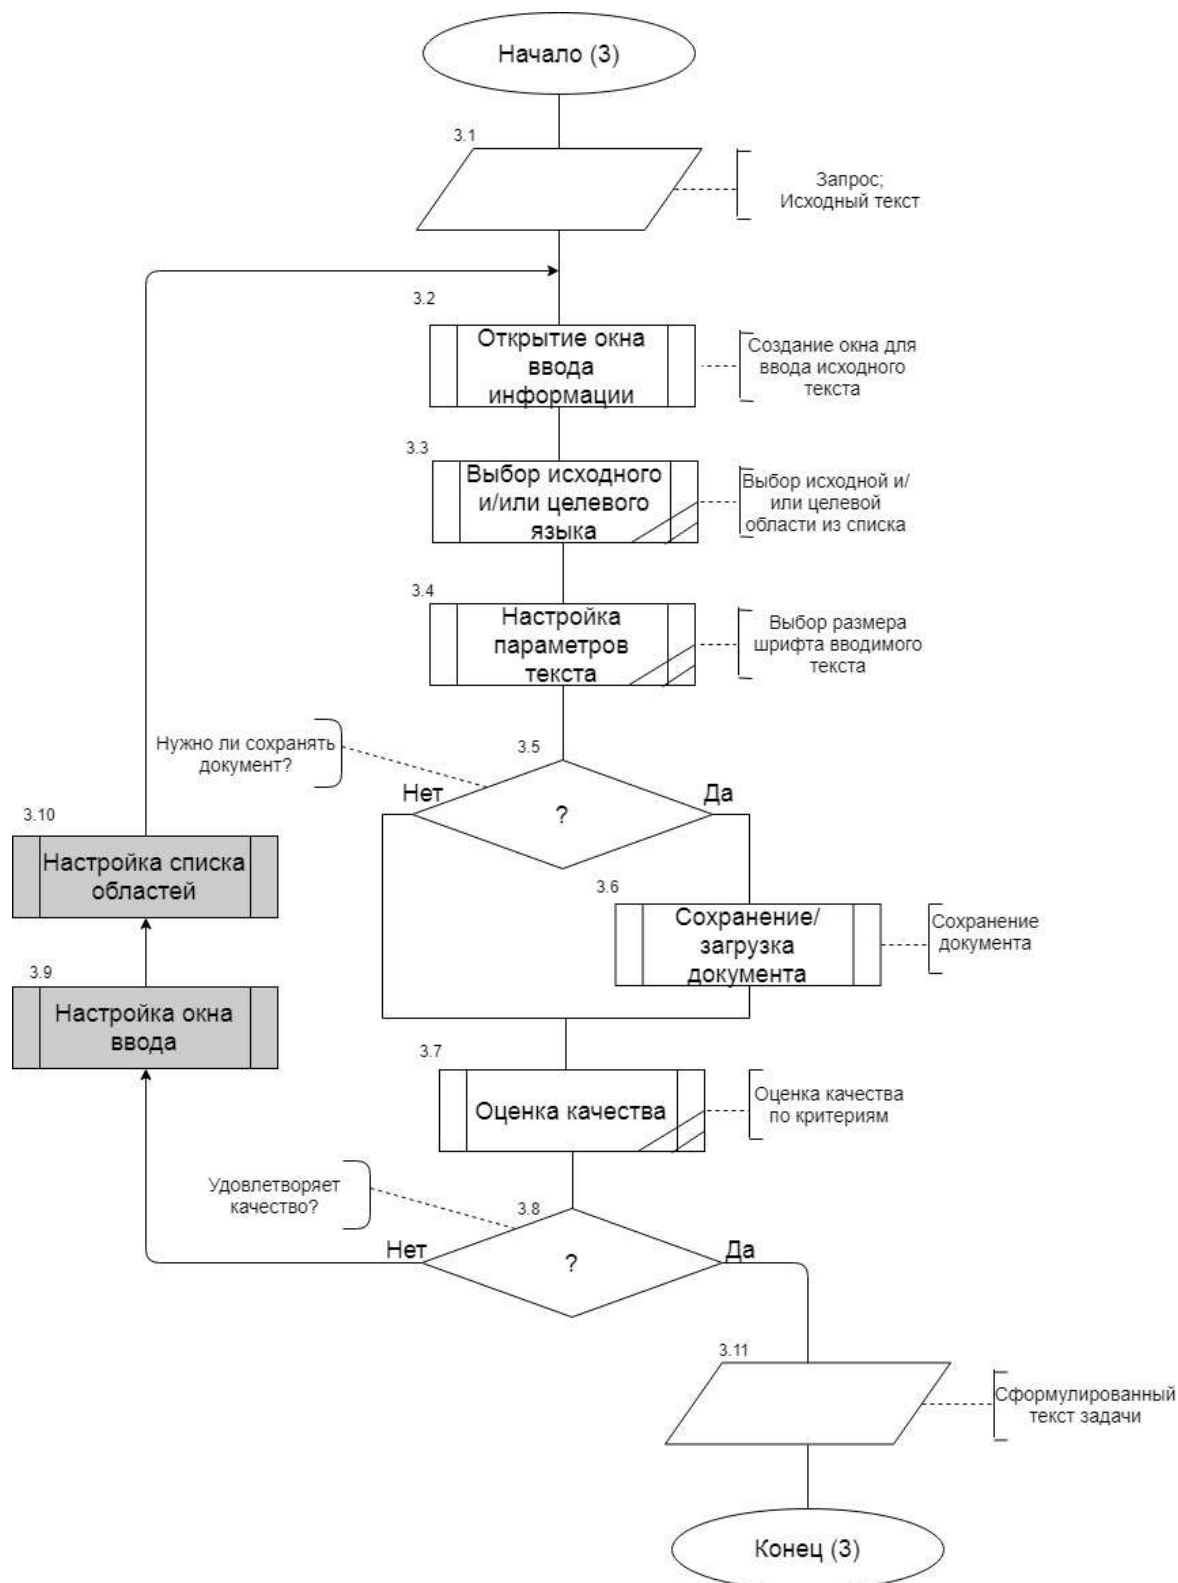 Начало (3)
3.1
Запрос;
Исходный текст
3.2
Открытие окна
ввода
информации
Создание окна для
ввода исходного
текста
3.3
Выбор исходного
и/или целевого
языка
Выбор исходной и/
или целевой
области из списка
3.4
Настройка
параметров
текста
Выбор размера
шрифта вводимого
текста
Нужно ли сохранять
документ?
3.5
Нет
?
Да
3.10
Настройка списка
областей
3.6
Сохранение/
загрузка
документа
Сохранение
документа
3.9
Настройка окна
ввода
3.7
Оценка качества
Оценка качества
по критериям
Удовлетворяет
качество?
3.8
Нет
?
Да
3.11
Сформулированный
текст задачи
Конец (3)